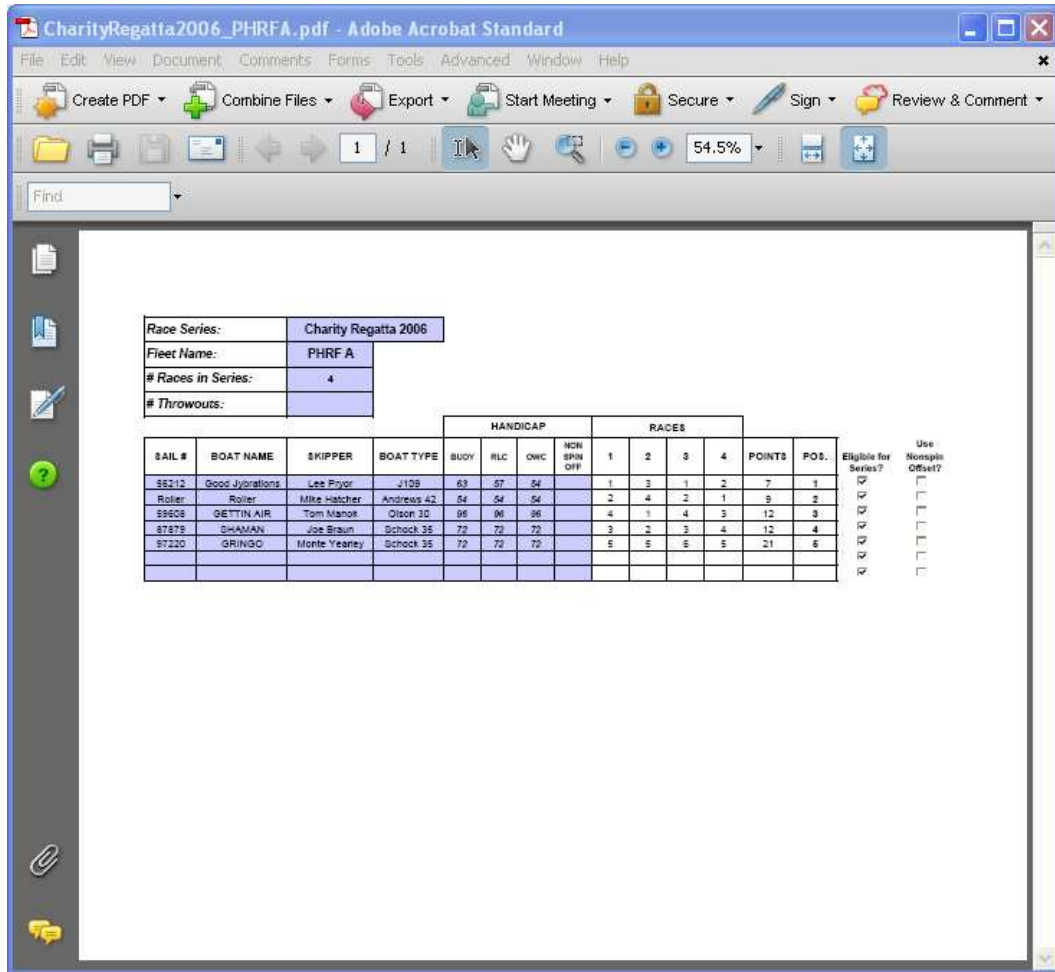 CharityRegatta2006_PHRFA.pdf - Adobe Acrobat Standard
File Edit View Document Comments Forms Tools Advanced Window Help
Create PDF Combine Files Export Start Meeting Secure Sign Review & Comment
1 / 1 54.5%
Find
Race Series: Charity Regatta 2006
Fleet Name: PHRF A
# Races in Series: 4
# Throwouts:
HANDICAP RACES
SAIL # BOAT NAME SKIPPER BOAT TYPE BUOY RLC OWC NON SPIN OFF 1 2 3 4 POINTS POS. Eligible for Series? Use Nonspin Offset?
Good Jybrations Lee Pryor J109 63 57 54 1 3 1 2 7 1
Roller Roller Mike Hatcher Andrews 42 54 54 54 2 4 2 1 9 2
GETTIN AIR Tom Manok Olson 30 96 96 96 4 1 4 3 12 3
87879 SHAMAN Joe Braun Schock 35 72 72 72 3 2 3 4 12 4
97220 GRINGO Monte Yearley Schock 35 72 72 72 5 5 5 21 5